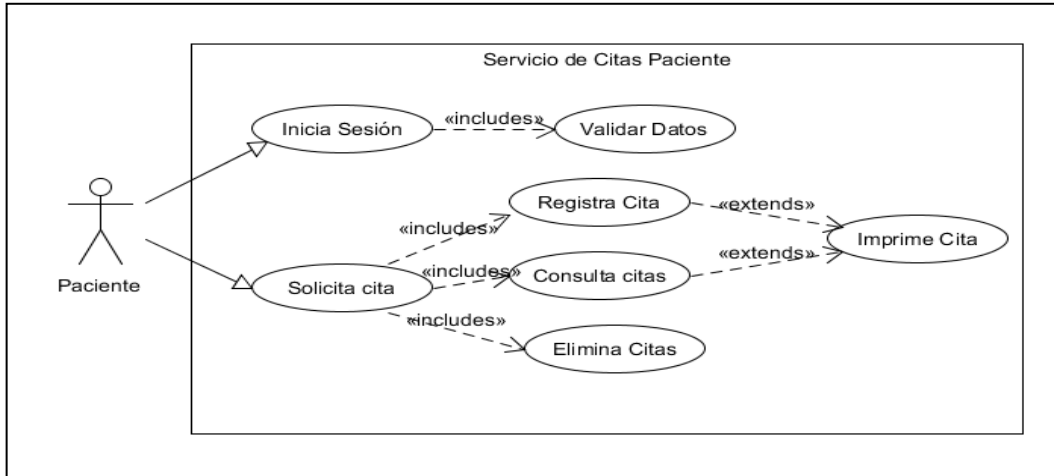 Servicio de Citas Paciente
Inicia Sesión
«includes»
Validar Datos
Registra Cita
«extends»
«includes»
Imprime Cita
Paciente
Solicita cita
«includes»
Consulta citas
«extends»
«includes»
Elimina Citas